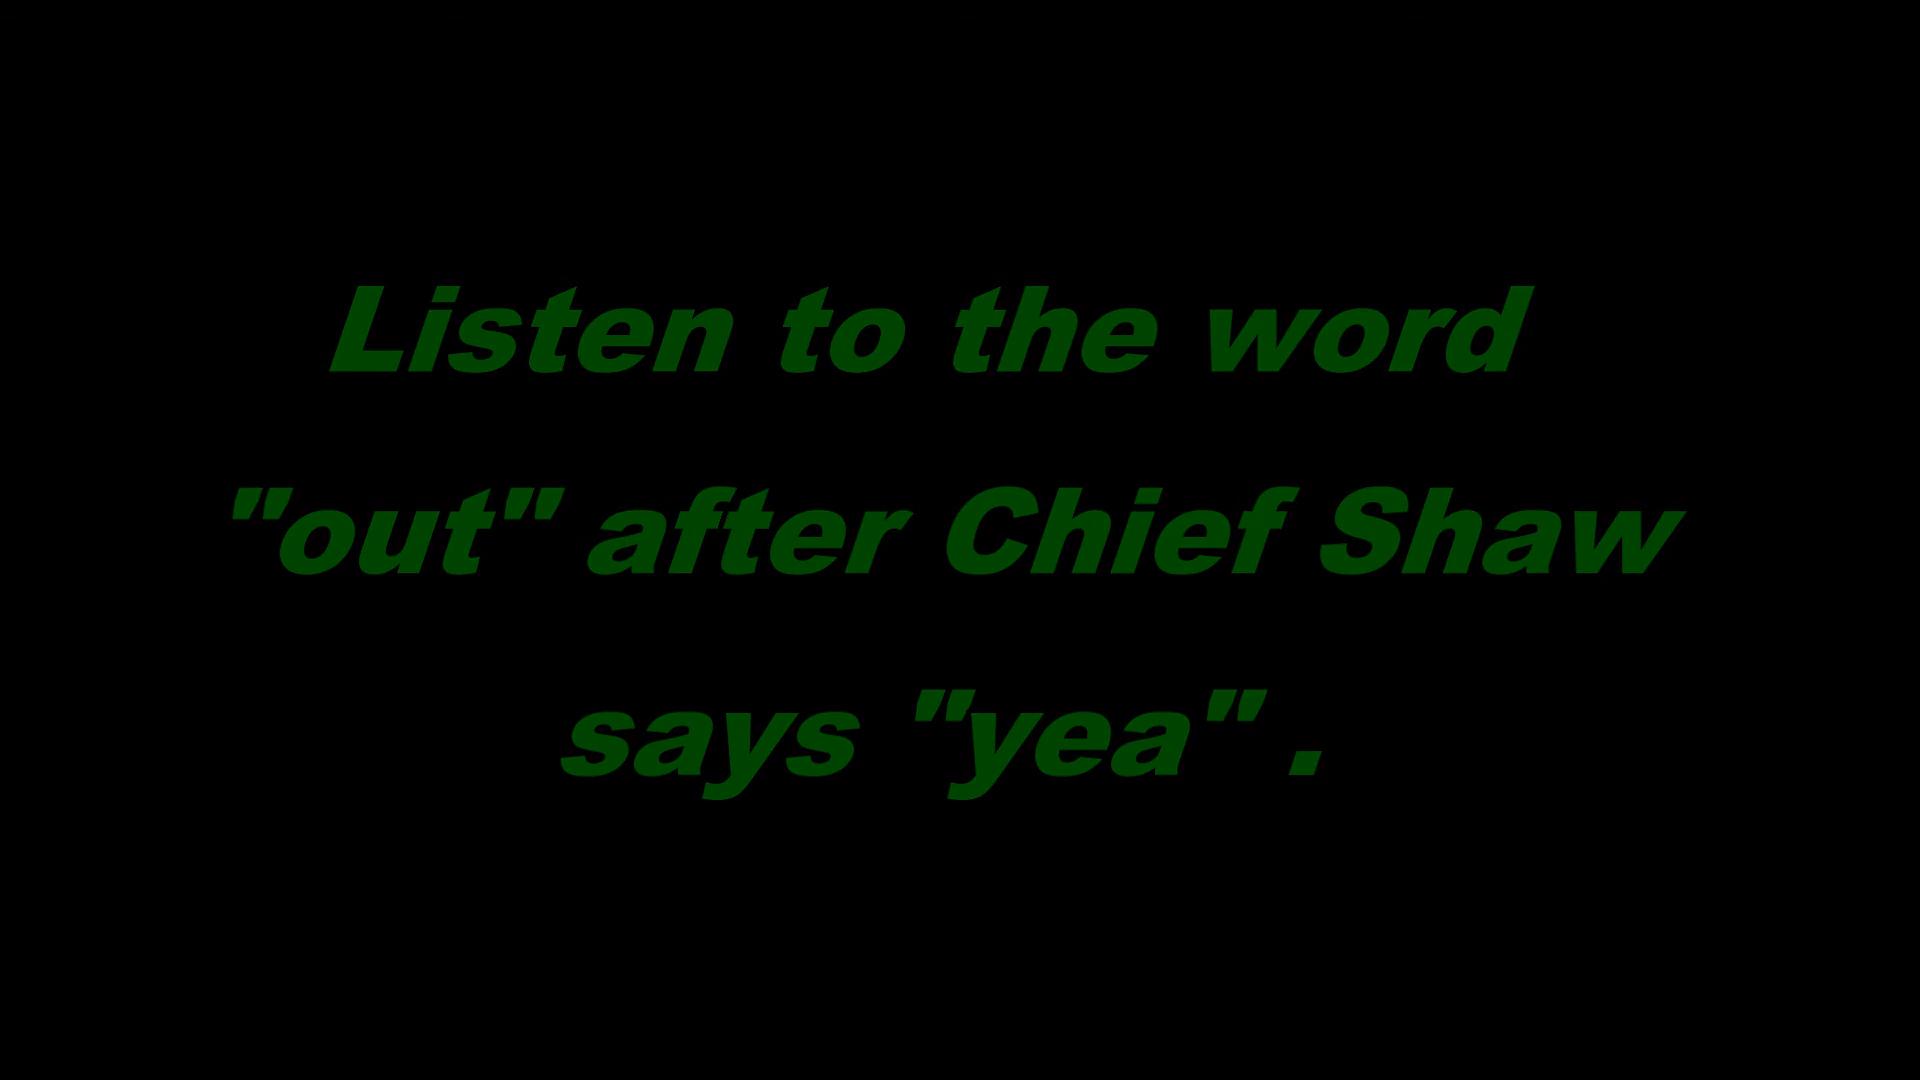 Listen to the word
"out" after Chief Shaw
says "yea" .